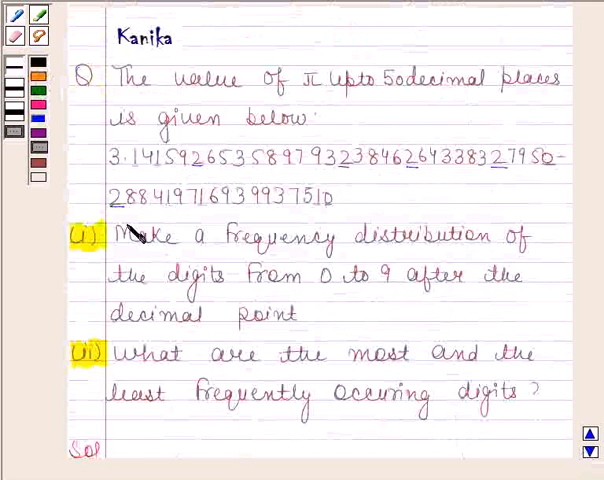 Kanika
Q The value of π upto 50 decimal places
is given below:
3.14159265358979323846264338327950-
288419716939937510
(i) Make a frequency distribution of
the digits from 0 to 9 after the
decimal point
(ii) What are the most and the
least frequently occuring digits?
Sol